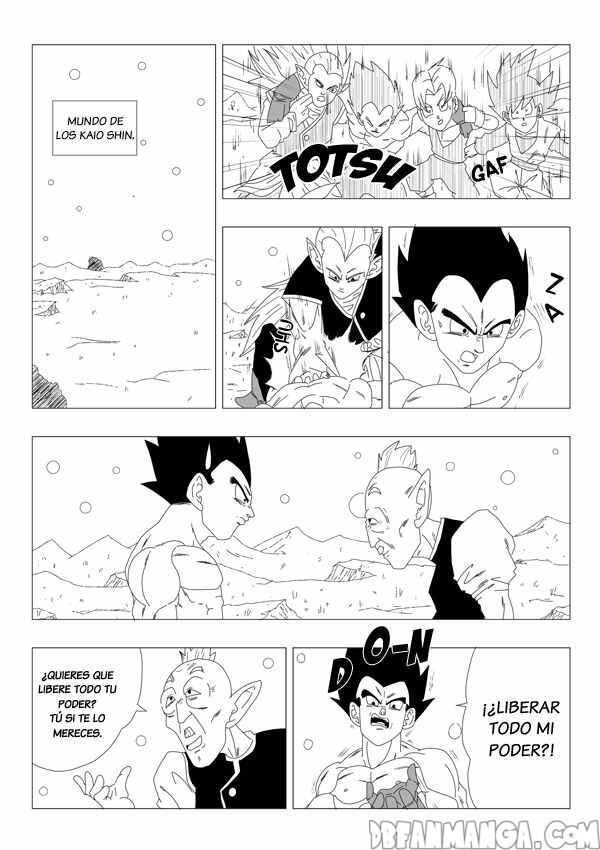 MUNDO DE
LOS KAIO SHIN.
TOTSU
GAF
SHU
ZA
¿QUIERES QUE
LIBERE TODO TU
PODER?
TÚ SI TE LO
MERECES.
DO-N
¡¿LIBERAR
TODO MI
PODER?!
DBFANMANGA.COM